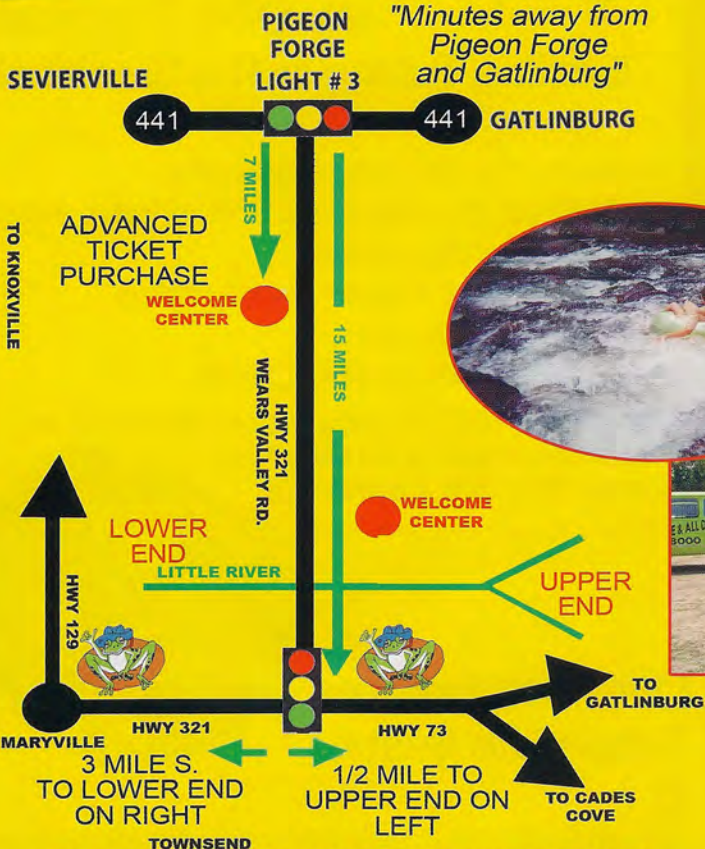 PIGEON
FORGE
LIGHT # 3
"Minutes away from
Pigeon Forge
and Gatlinburg"
SEVIERVILLE
441
441
GATLINBURG
7 MILES
ADVANCED
TICKET
PURCHASE
WELCOME
CENTER
TO KNOXVILLE
15 MILES
HWY 321
WEARS VALLEY RD.
WELCOME
CENTER
LOWER
END
LITTLE RIVER
UPPER
END
E & ALL
8000
HWY 129
TO
GATLINBURG
MARYVILLE
HWY 321
HWY 73
3 MILE S.
TO LOWER END
ON RIGHT
1/2 MILE TO
UPPER END ON
LEFT
TO CADES
COVE
TOWNSEND